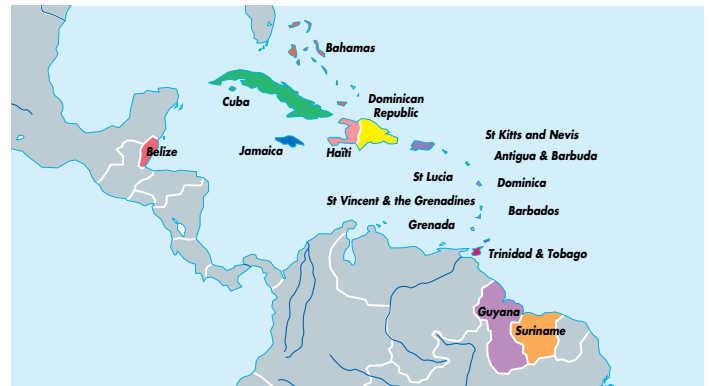 Bahamas
Cuba
Dominican
Republic
St Kitts and Nevis
Belize
Jamaica
Haïti
Antigua & Barbuda
St Lucia
Dominica
St Vincent & the Grenadines
Barbados
Grenada
Trinidad & Tobago
Guyana
Suriname